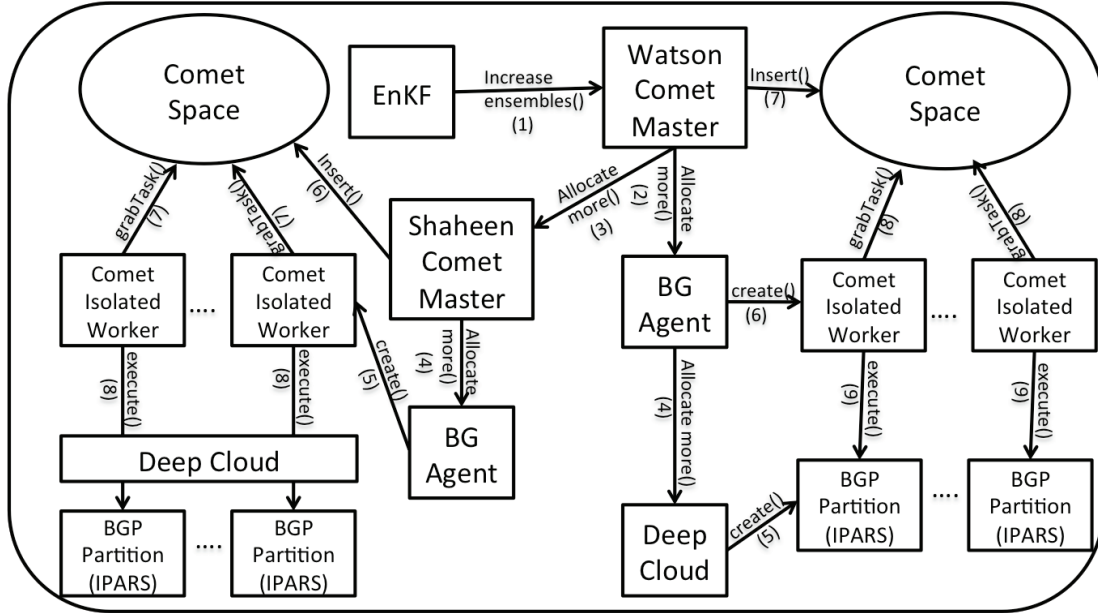 Comet
Space
EnKF
Increase
ensembles()
(1)
Watson
Comet
Master
Insert()
(7)
Comet
Space
grabTask()
(7)
grabTask()
(7)
Insert()
(6)
Allocate
more()
(3)
Allocate
more()
(2)
grabTask()
(8)
grabTask()
(8)
Comet
Isolated
Worker
....
Comet
Isolated
Worker
Shaheen
Comet
Master
BG
Agent
create()
(6)
Comet
Isolated
Worker
....
Comet
Isolated
Worker
execute()
(8)
execute()
(8)
create()
(5)
Allocate
more()
(4)
Allocate more()
(4)
execute()
(9)
execute()
(9)
Deep Cloud
BG
Agent
BGP
Partition
(IPARS)
....
BGP
Partition
(IPARS)
Deep
Cloud
create()
(5)
BGP
Partition
(IPARS)
....
BGP
Partition
(IPARS)